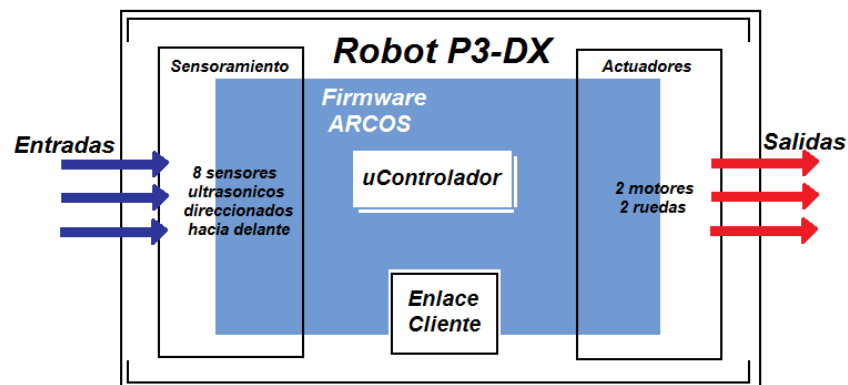 Robot P3-DX
Sensoramiento
Actuadores
Firmware
ARCOS
Entradas
Salidas
8 sensores
ultrasonicos
direccionados
hacia delante
uControlador
2 motores
2 ruedas
Enlace
Cliente